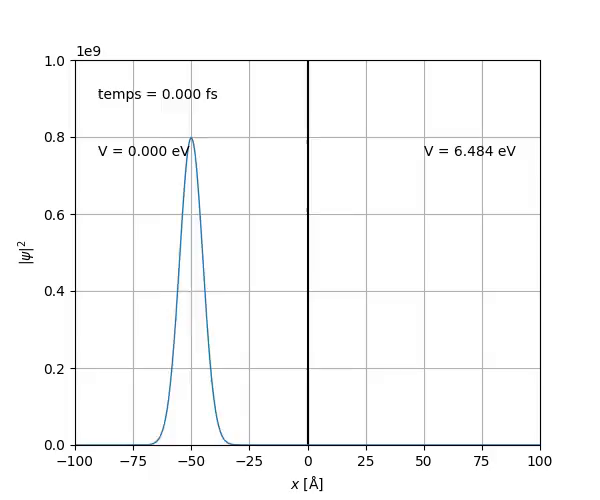 1e9
1.0
temps = 0.000 fs
0.8
V = 0.000 eV
V = 6.484 eV
0.6
|ψ|²
0.4
0.2
0.0
−100 −75 −50 −25 0 25 50 75 100
x [Å]